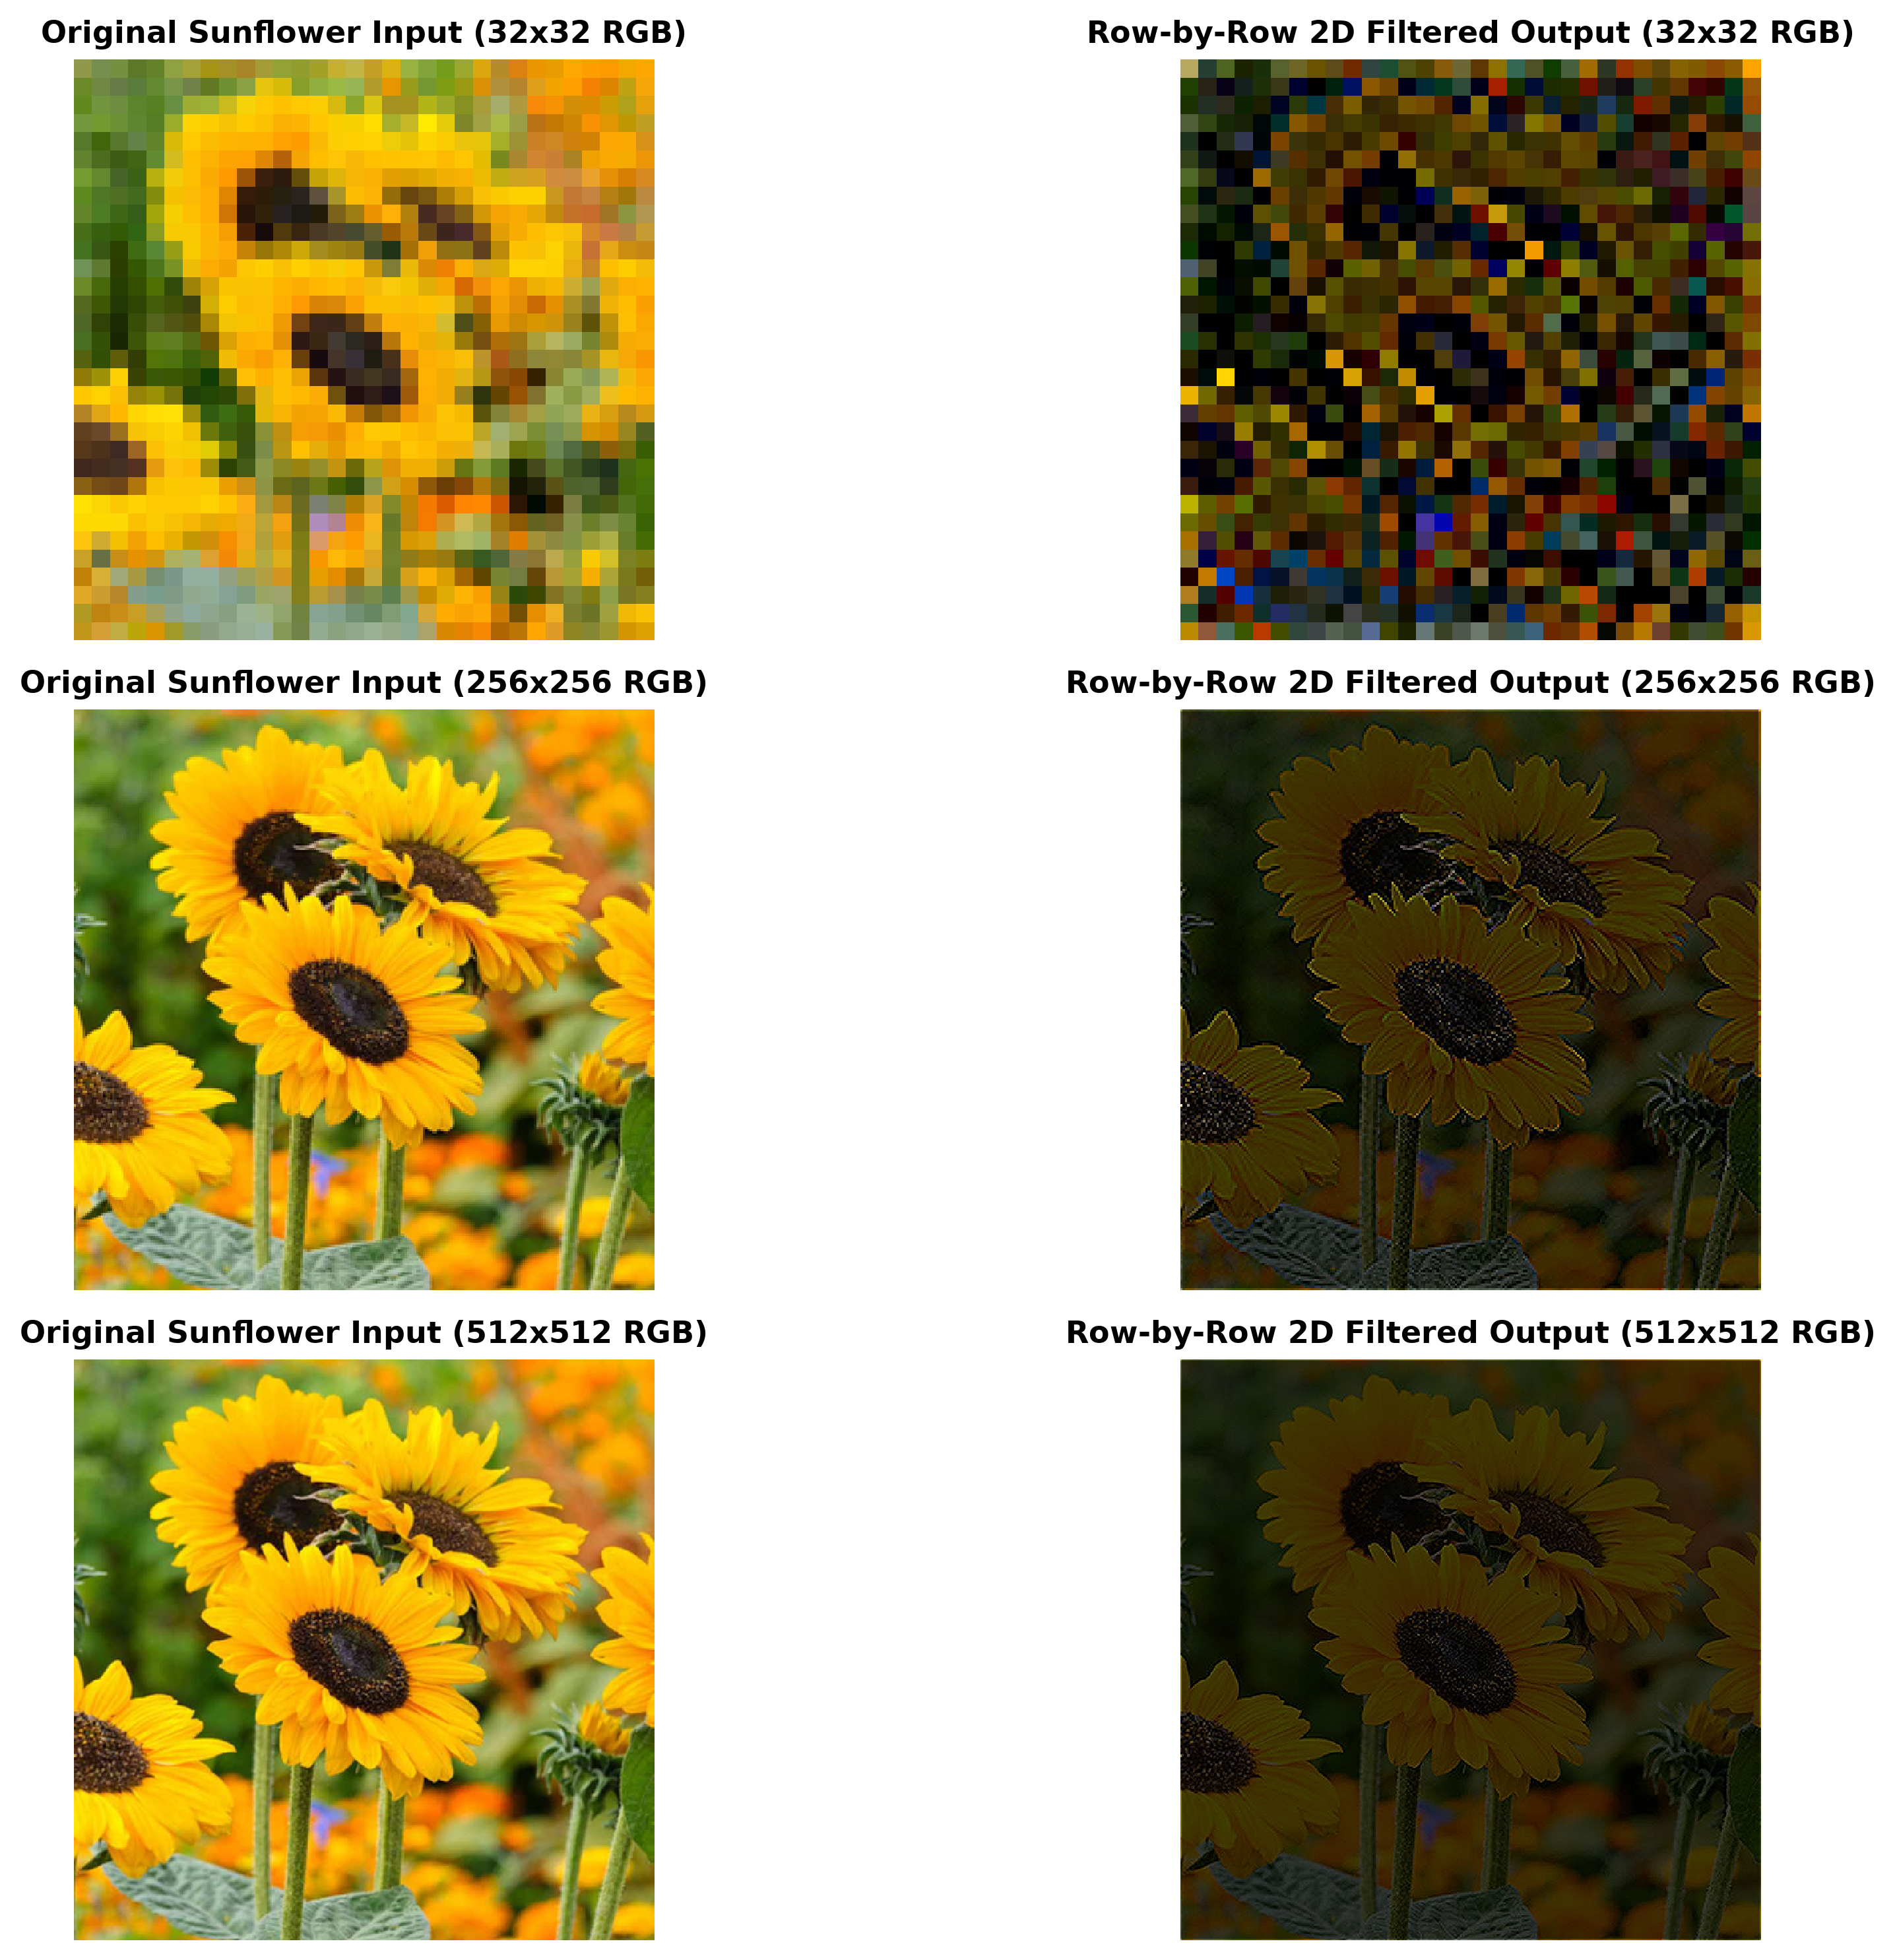 Original Sunflower Input (32x32 RGB)
Row-by-Row 2D Filtered Output (32x32 RGB)
Original Sunflower Input (256x256 RGB)
Row-by-Row 2D Filtered Output (256x256 RGB)
Original Sunflower Input (512x512 RGB)
Row-by-Row 2D Filtered Output (512x512 RGB)